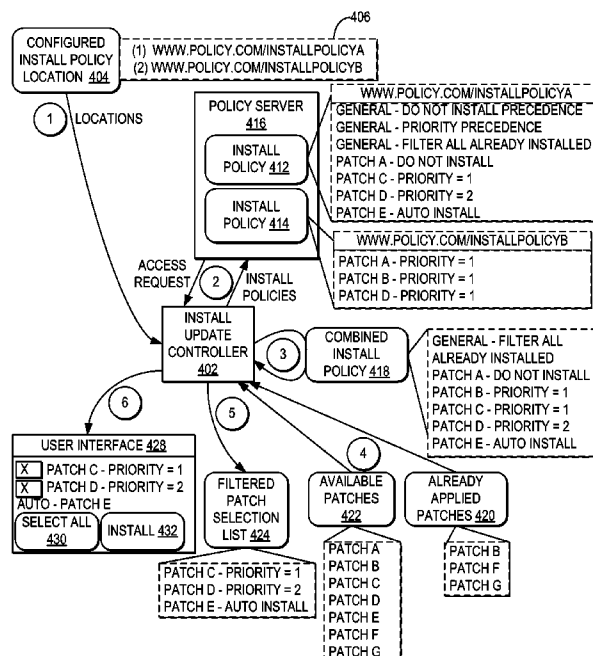 406
CONFIGURED
INSTALL POLICY
LOCATION 404
(1) WWW.POLICY.COM/INSTALLPOLICYA
(2) WWW.POLICY.COM/INSTALLPOLICYB
1
LOCATIONS
POLICY SERVER
416
INSTALL
POLICY 412
INSTALL
POLICY 414
WWW.POLICY.COM/INSTALLPOLICYA
GENERAL - DO NOT INSTALL PRECEDENCE
GENERAL - PRIORITY PRECEDENCE
GENERAL - FILTER ALL ALREADY INSTALLED
PATCH A - DO NOT INSTALL
PATCH C - PRIORITY = 1
PATCH D - PRIORITY = 2
PATCH E - AUTO INSTALL
WWW.POLICY.COM/INSTALLPOLICYB
PATCH A - PRIORITY = 1
PATCH B - PRIORITY = 1
PATCH D - PRIORITY = 1
ACCESS
REQUEST
2
INSTALL
POLICIES
INSTALL
UPDATE
CONTROLLER
402
3
COMBINED
INSTALL
POLICY 418
GENERAL - FILTER ALL
ALREADY INSTALLED
PATCH A - DO NOT INSTALL
PATCH B - PRIORITY = 1
PATCH C - PRIORITY = 1
PATCH D - PRIORITY = 2
PATCH E - AUTO INSTALL
6
5
4
USER INTERFACE 428
X PATCH C - PRIORITY = 1
X PATCH D - PRIORITY = 2
AUTO - PATCH E
SELECT ALL
430
INSTALL 432
FILTERED
PATCH
SELECTION
LIST 424
PATCH C - PRIORITY = 1
PATCH D - PRIORITY = 2
PATCH E - AUTO INSTALL
AVAILABLE
PATCHES
422
PATCH A
PATCH B
PATCH C
PATCH D
PATCH E
PATCH F
PATCH G
ALREADY
APPLIED
PATCHES 420
PATCH B
PATCH F
PATCH G